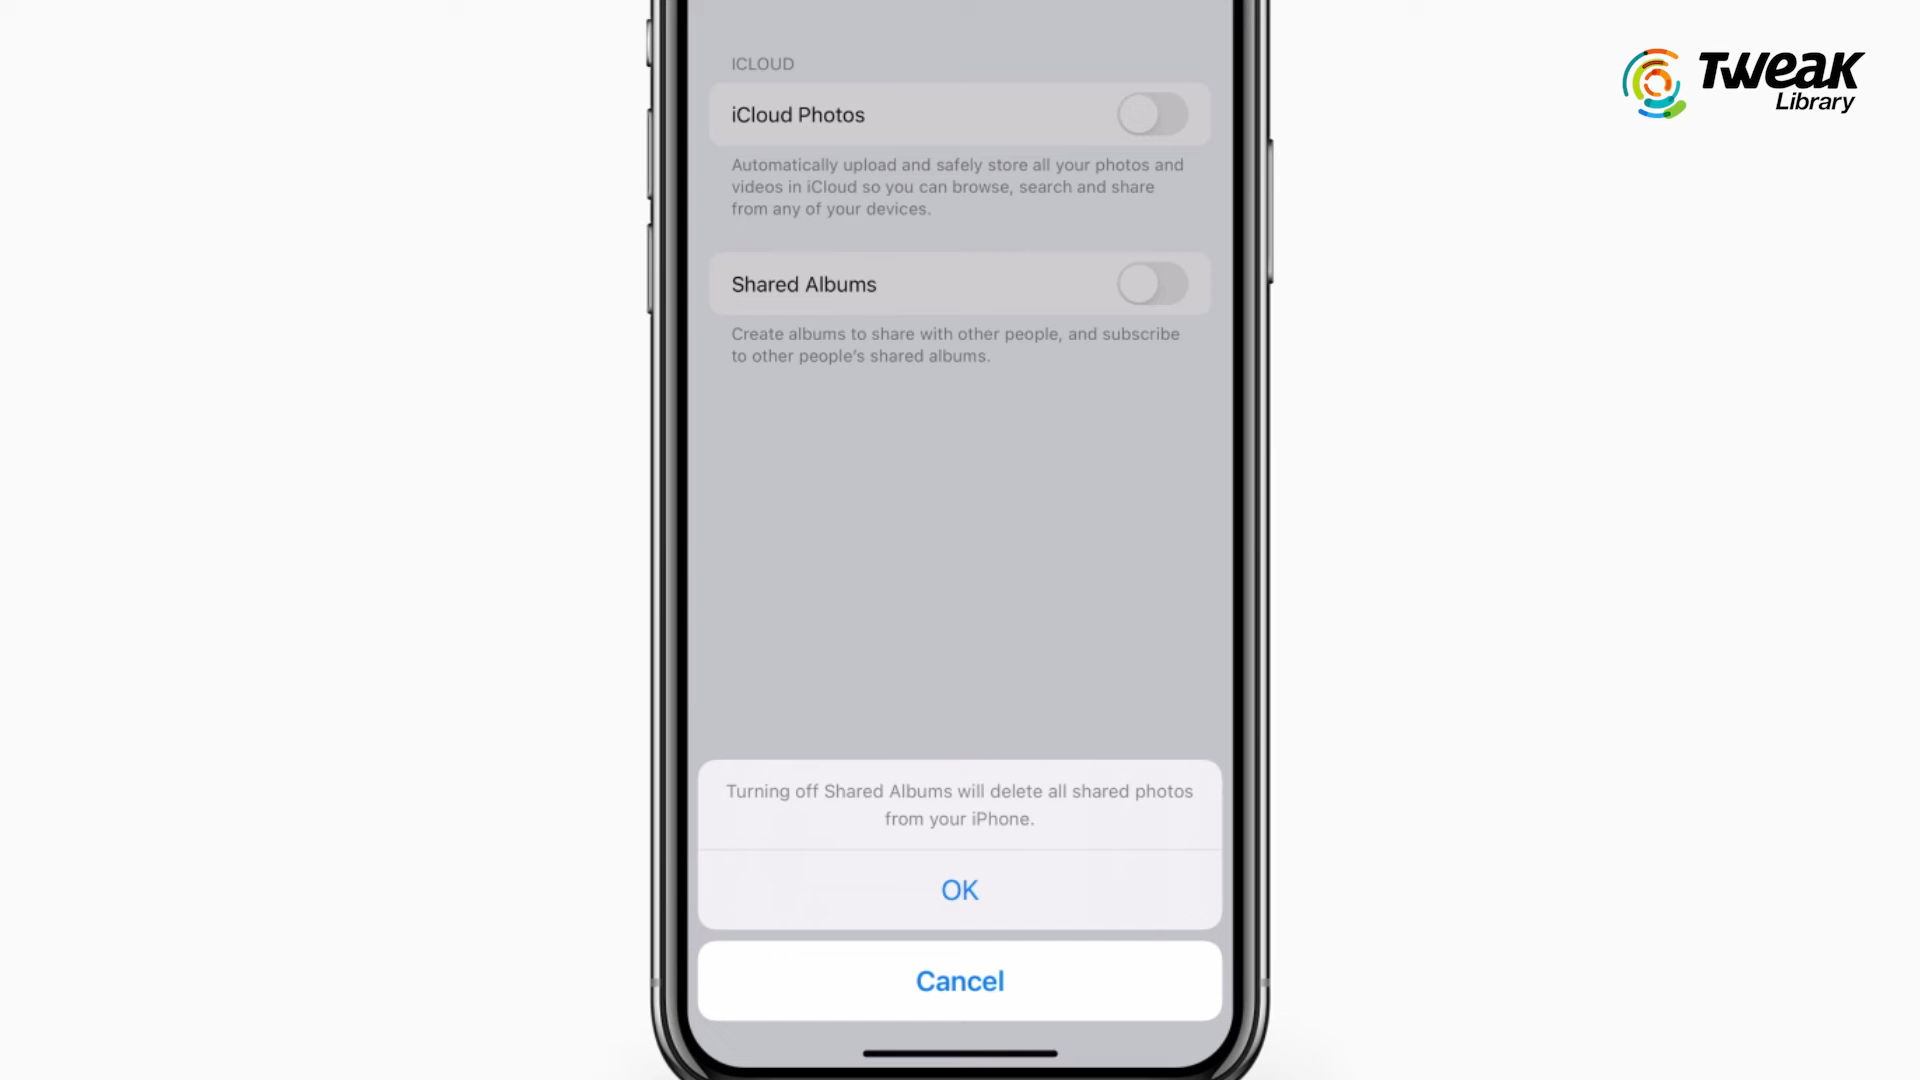 TWEAK
Library
ICLOUD
iCloud Photos
Automatically upload and safely store all your photos and
videos in iCloud so you can browse, search and share
from any of your devices.
Shared Albums
Create albums to share with other people, and subscribe
to other people’s shared albums.
Turning off Shared Albums will delete all shared photos
from your iPhone.
OK
Cancel